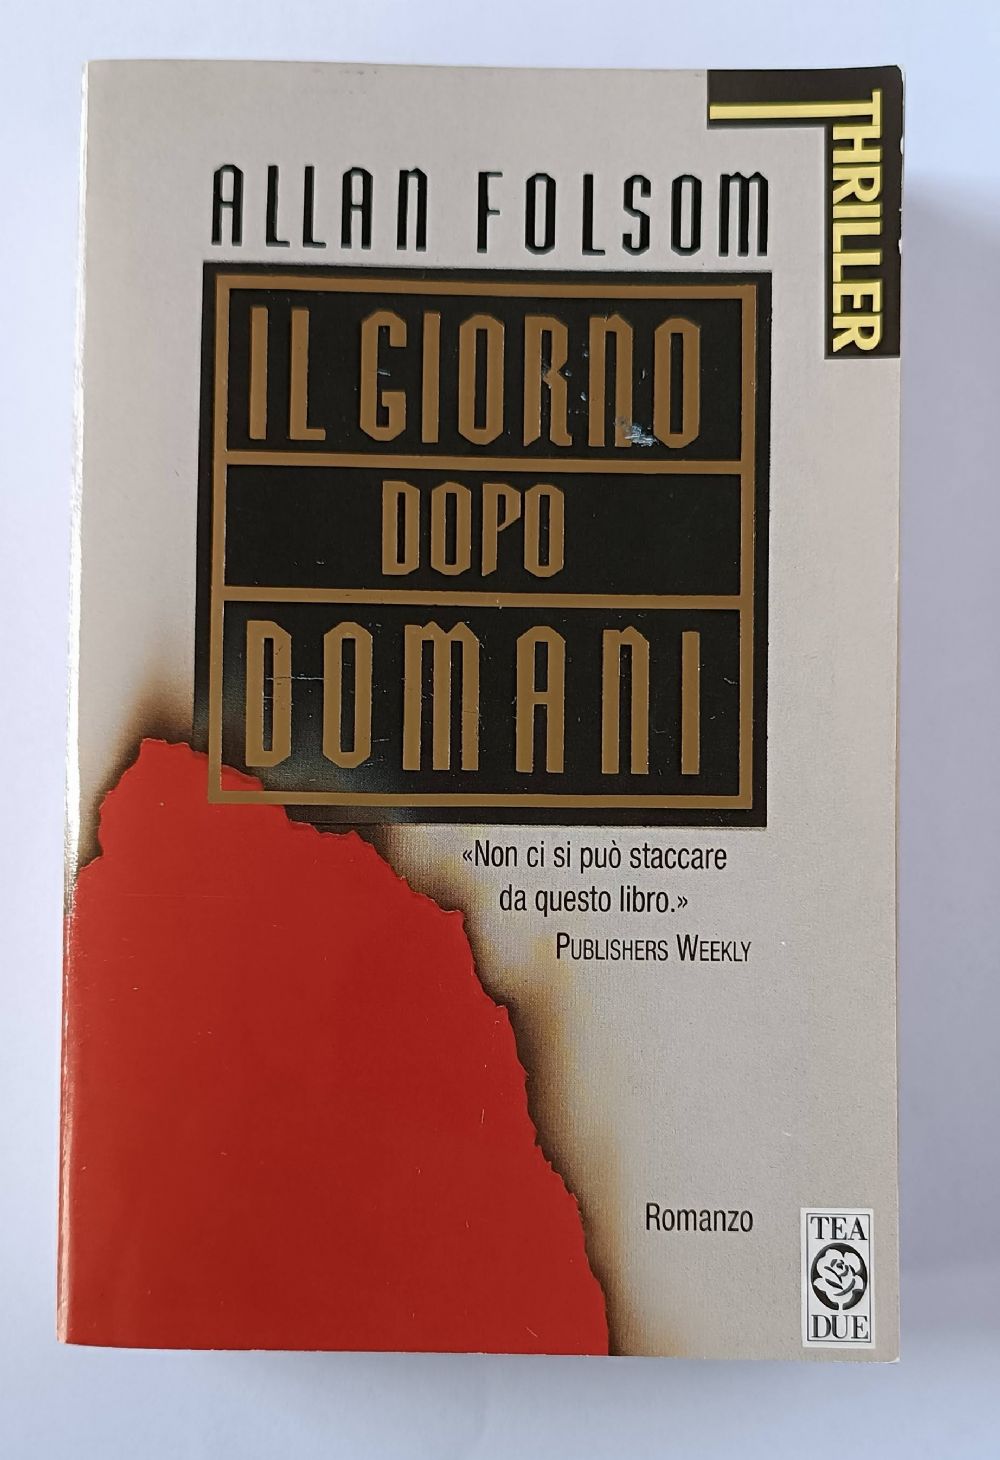 THRILLER
ALLAN FOLSOM
IL GIORNO
DOPO
DOMANI
«Non ci si può staccare
da questo libro.»
PUBLISHERS WEEKLY
Romanzo
TEA
DUE